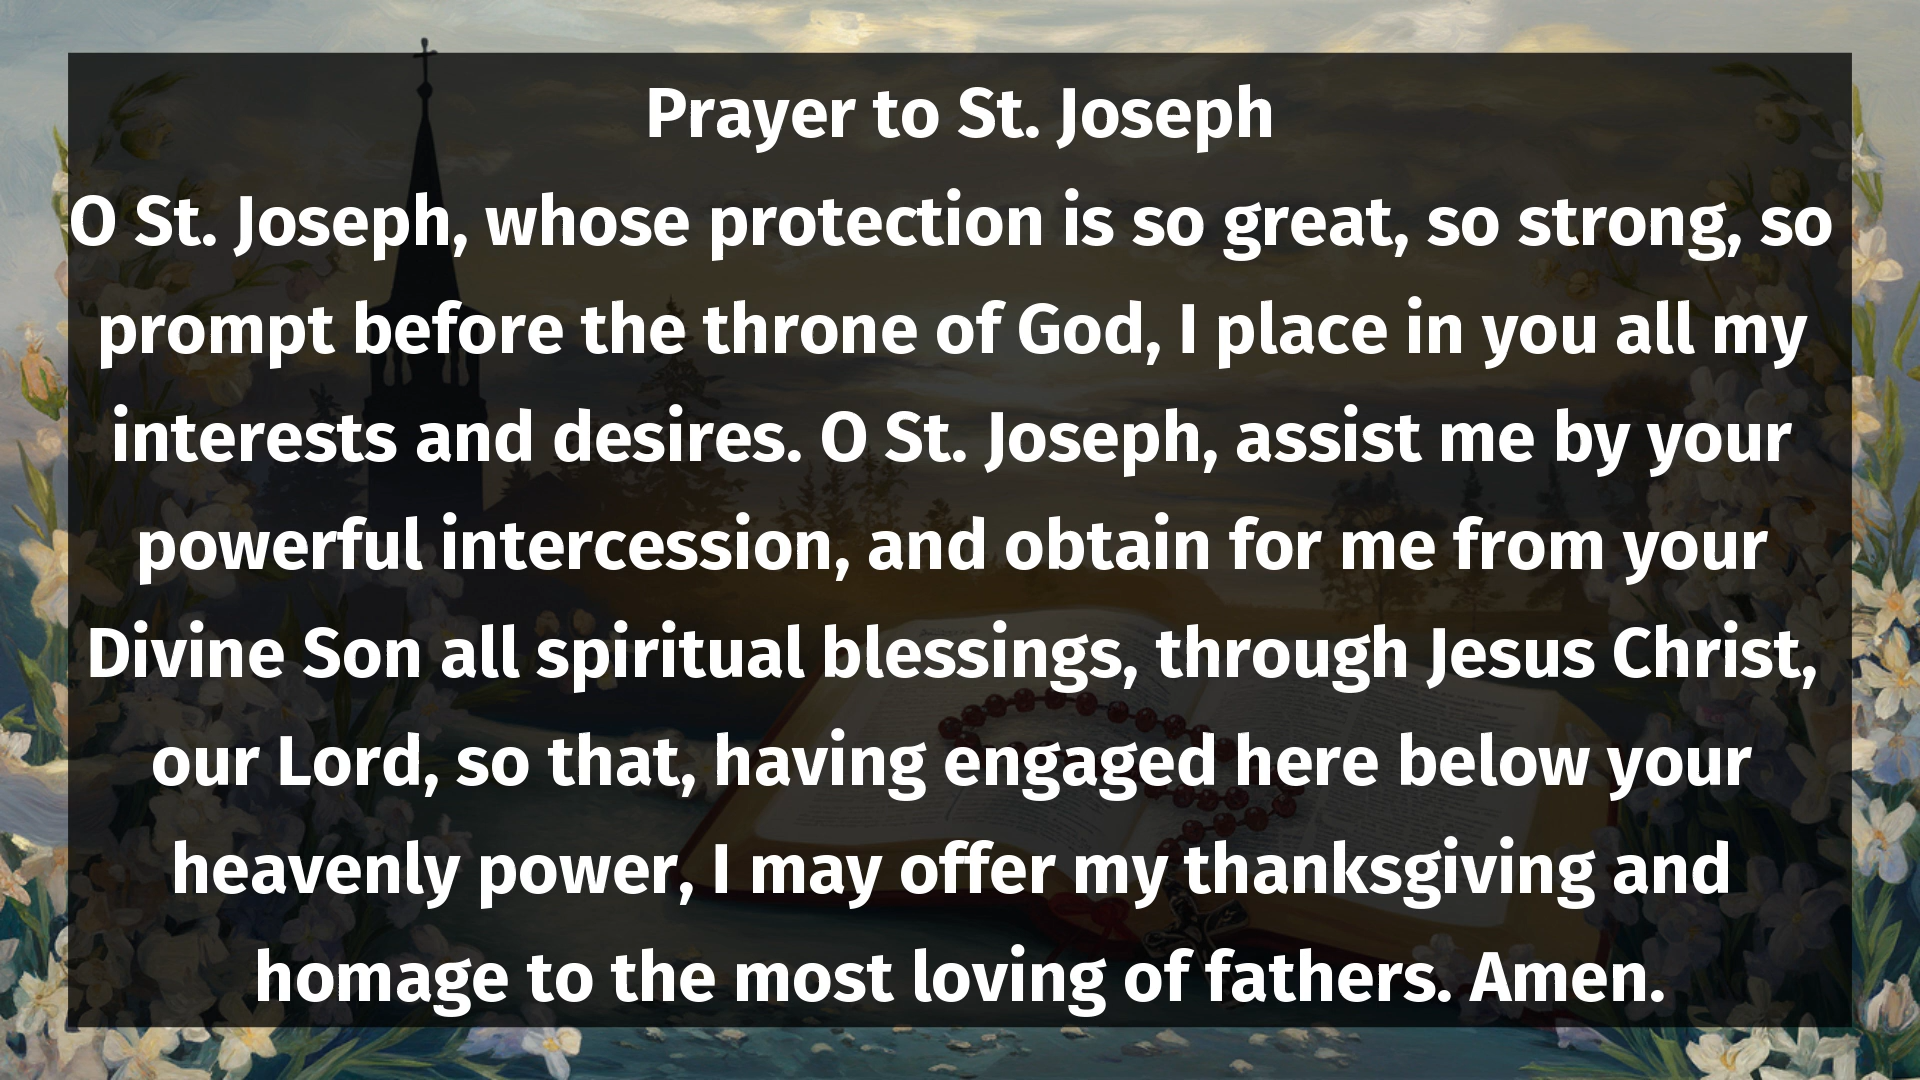 Prayer to St. Joseph
O St. Joseph, whose protection is so great, so strong, so
prompt before the throne of God, I place in you all my
interests and desires. O St. Joseph, assist me by your
powerful intercession, and obtain for me from your
Divine Son all spiritual blessings, through Jesus Christ,
our Lord, so that, having engaged here below your
heavenly power, I may offer my thanksgiving and
homage to the most loving of fathers. Amen.